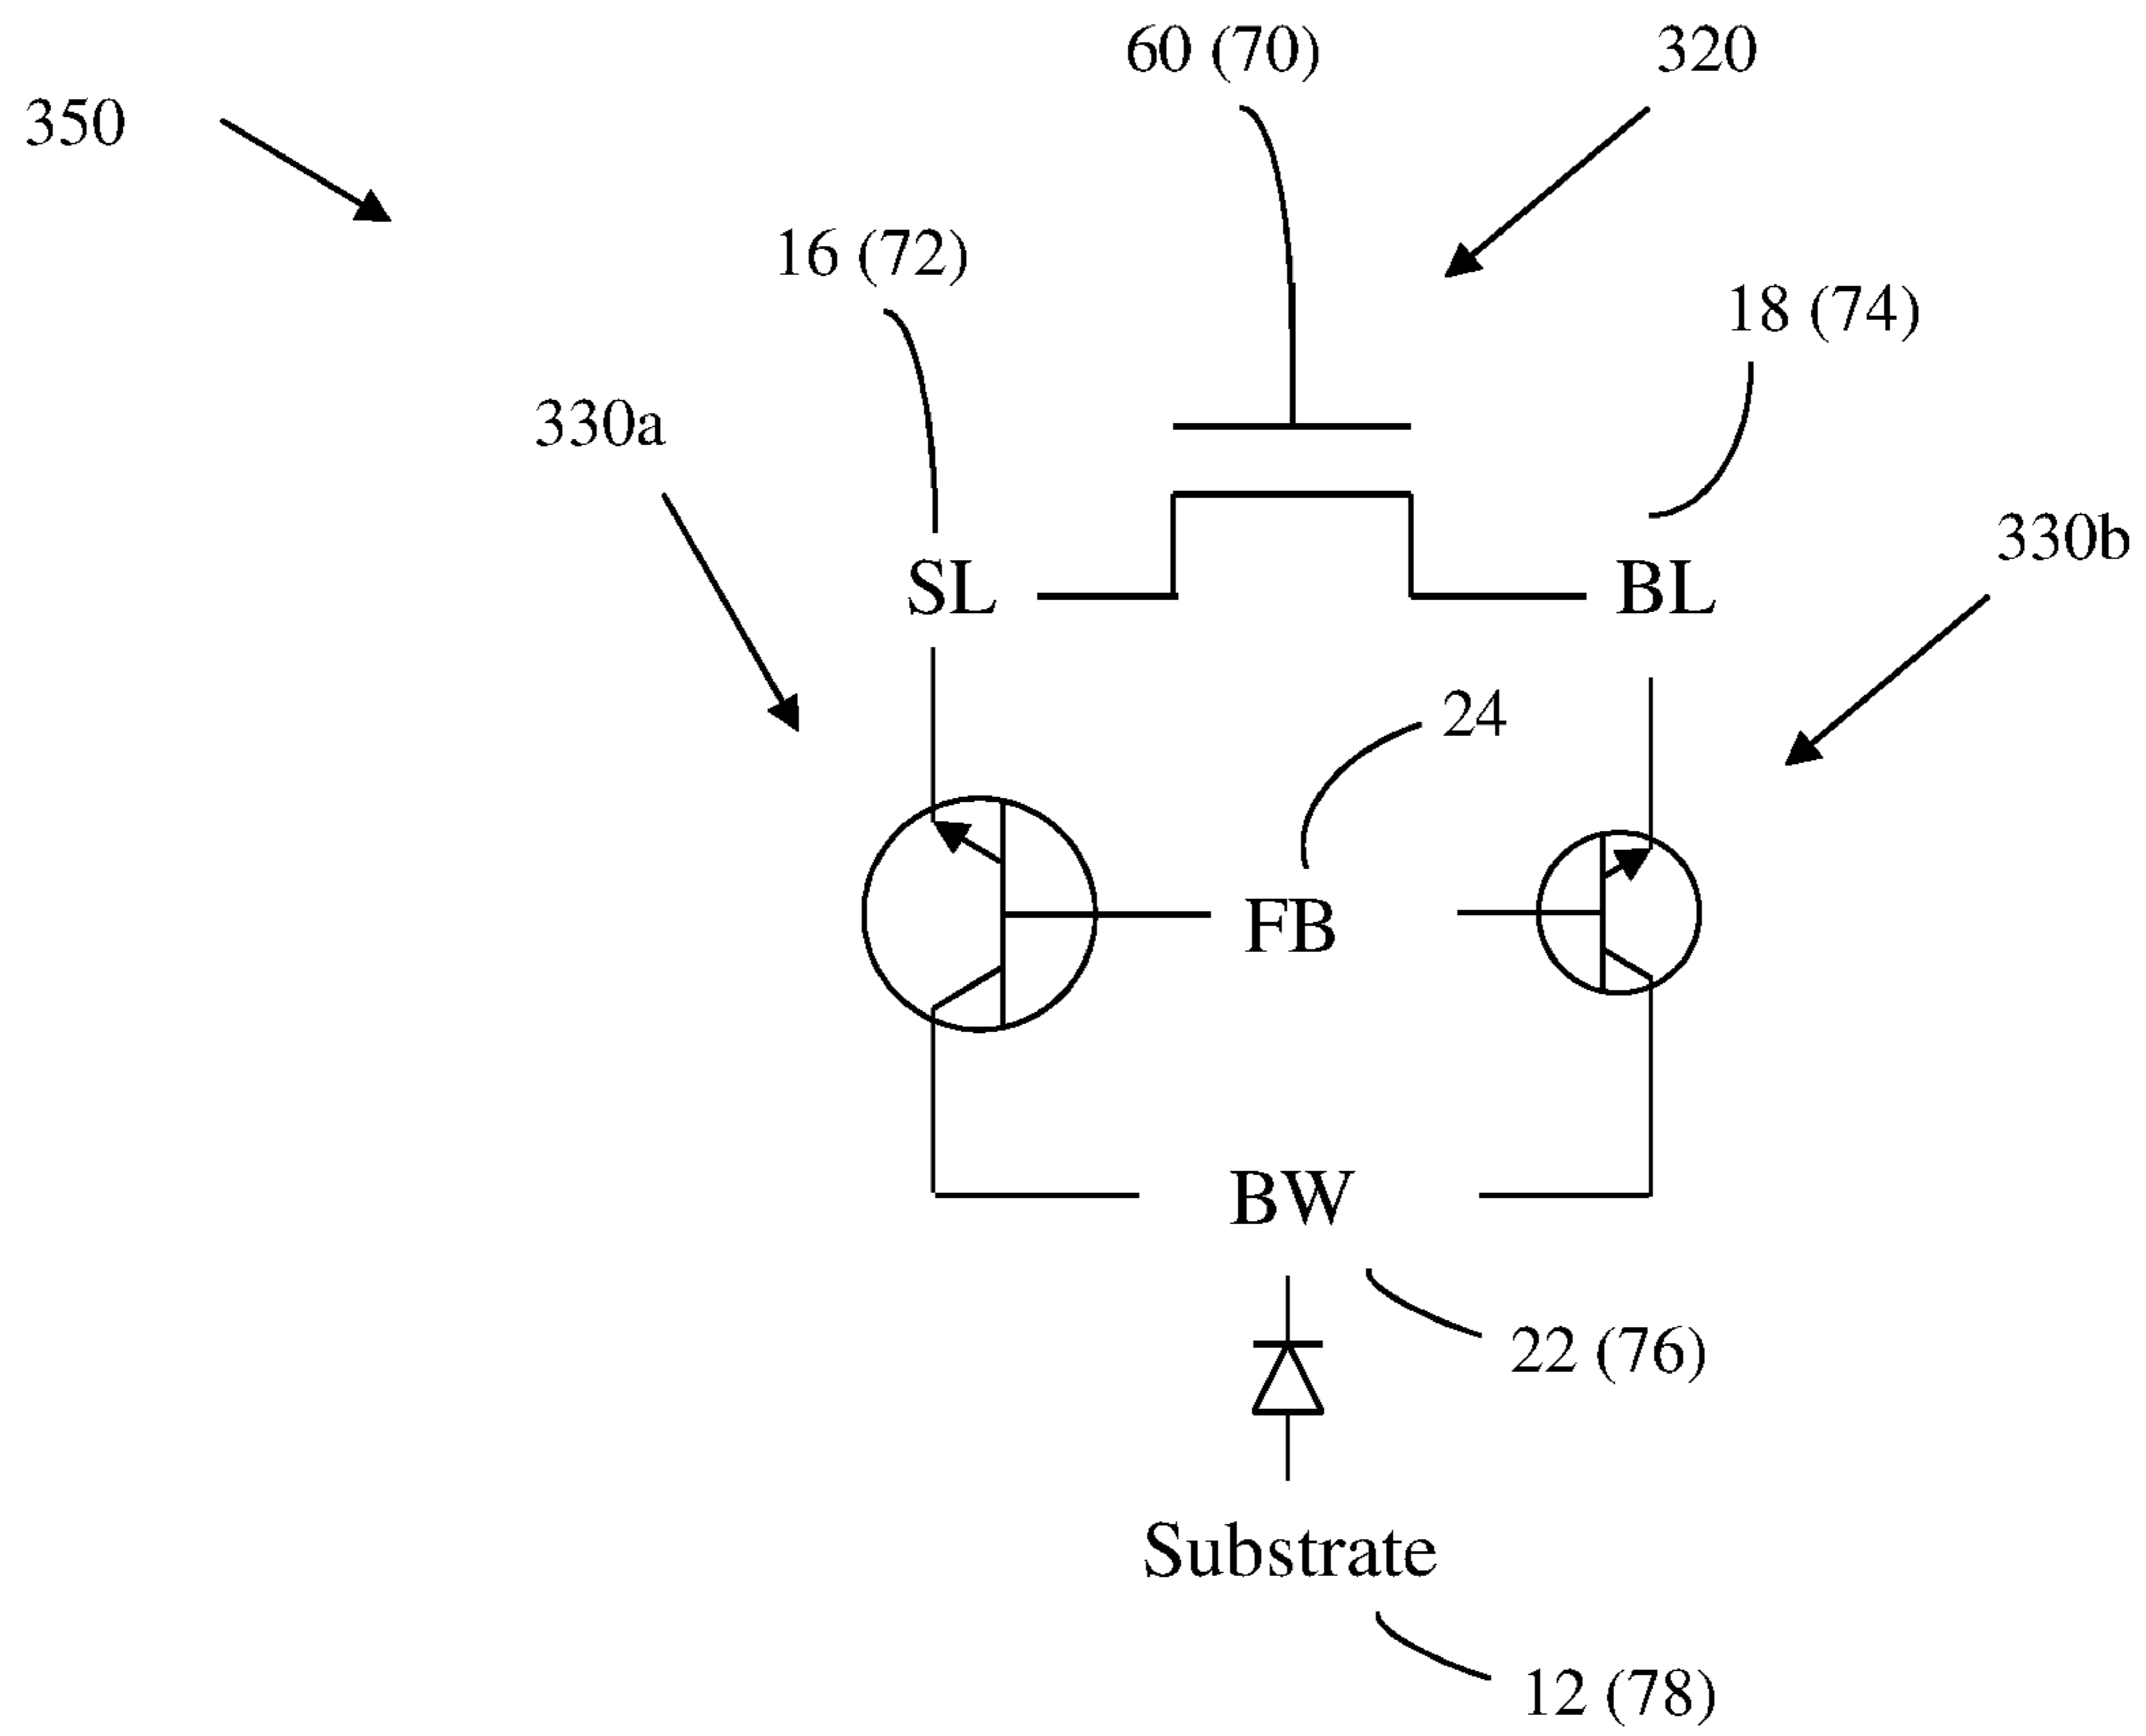 60 (70)
320
350
16 (72)
18 (74)
330a
330b
SL
BL
24
FB
BW
22 (76)
Substrate
12 (78)